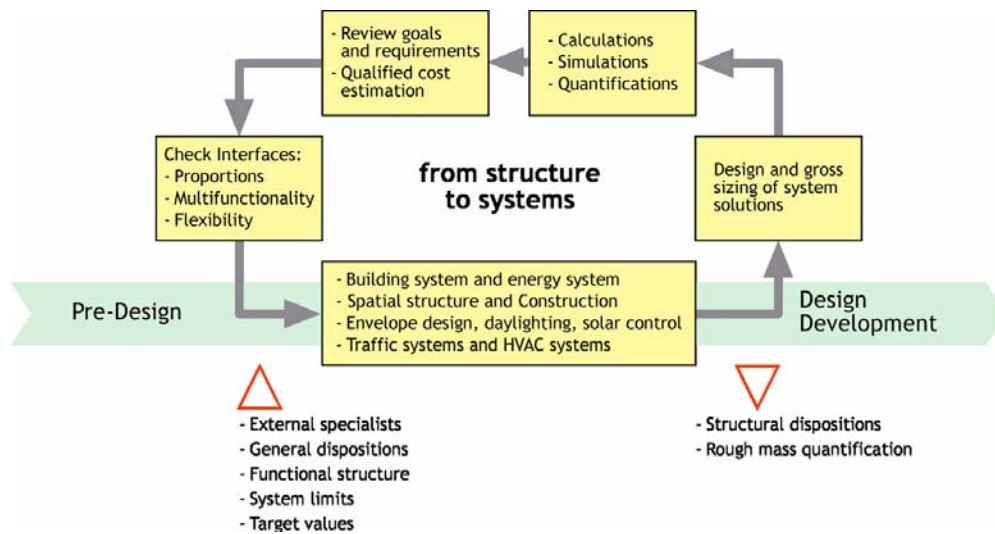 - Review goals
and requirements
- Qualified cost
estimation
- Calculations
- Simulations
- Quantifications
Check Interfaces:
- Proportions
- Multifunctionality
- Flexibility
from structure
to systems
Design and gross
sizing of system
solutions
Pre-Design
- Building system and energy system
- Spatial structure and Construction
- Envelope design, daylighting, solar control
- Traffic systems and HVAC systems
Design
Development
- External specialists
- General dispositions
- Functional structure
- System limits
- Target values
- Structural dispositions
- Rough mass quantification